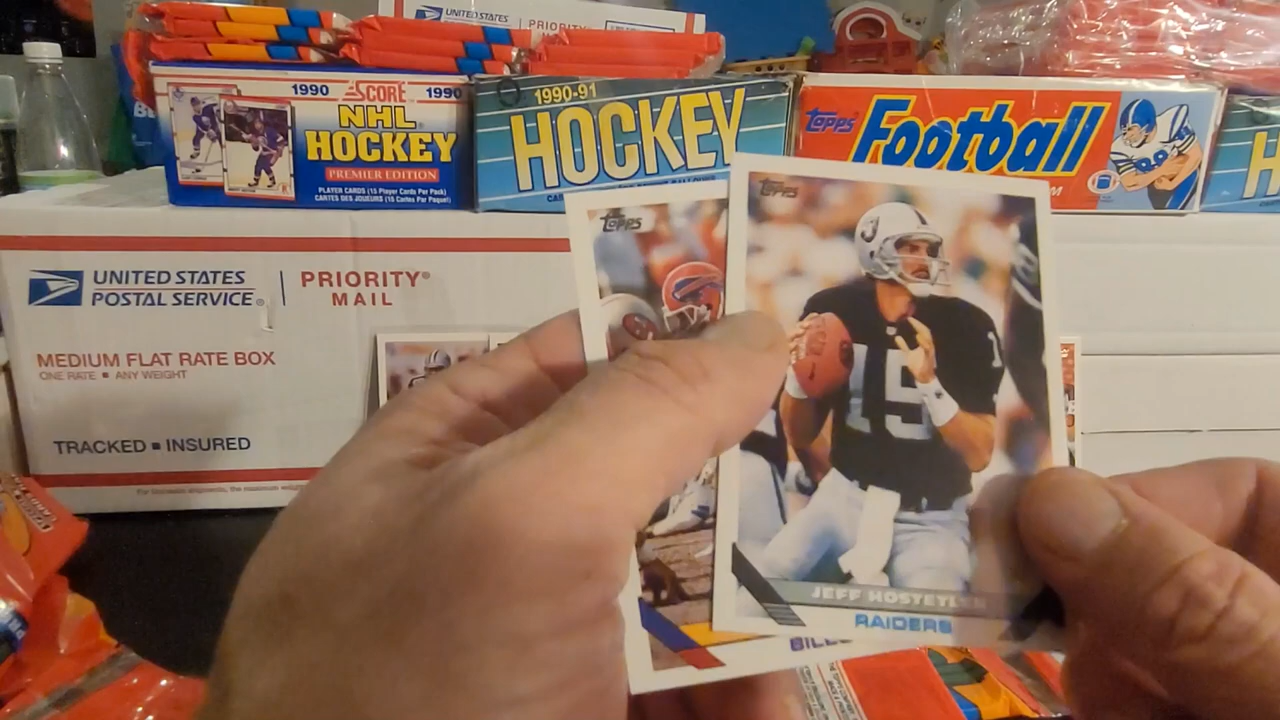 UNITED STATES
PRIORITY
1990 SCORE 1990
NHL
HOCKEY
PREMIER EDITION
PLAYER CARDS (15 Player Cards Per Pack)
CARTES DES JOUEURS (15 Cartes Par Paquet)
1990-91
HOCKEY
TOPPS
Football
H
UNITED STATES
POSTAL SERVICE®
PRIORITY®
MAIL
MEDIUM FLAT RATE BOX
ONE RATE ■ ANY WEIGHT
TRACKED ■ INSURED
Topps
BILLS
Topps
15
1
JEFF HOSTETLER
RAIDERS